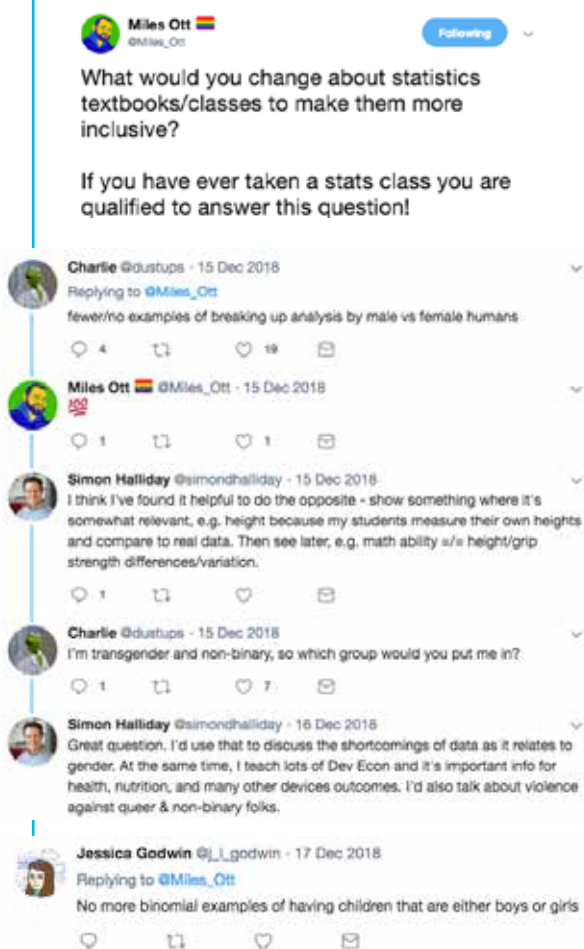 Miles Ott
@Miles_Ott
Following
What would you change about statistics
textbooks/classes to make them more
inclusive?
If you have ever taken a stats class you are
qualified to answer this question!
Charlie @dustups · 15 Dec 2018
Replying to @Miles_Ott
fewer/no examples of breaking up analysis by male vs female humans
4 19
Miles Ott @Miles_Ott · 15 Dec 2018
💯
1 1
Simon Halliday @simondhalliday · 15 Dec 2018
I think I've found it helpful to do the opposite - show something where it's
somewhat relevant, e.g. height because my students measure their own heights
and compare to real data. Then see later, e.g. math ability =/= height/grip
strength differences/variation.
1
Charlie @dustups · 15 Dec 2018
I'm transgender and non-binary, so which group would you put me in?
1 7
Simon Halliday @simondhalliday · 16 Dec 2018
Great question. I'd use that to discuss the shortcomings of data as it relates to
gender. At the same time, I teach lots of Dev Econ and it's important info for
health, nutrition, and many other devices outcomes. I'd also talk about violence
against queer & non-binary folks.
Jessica Godwin @j_l_godwin · 17 Dec 2018
Replying to @Miles_Ott
No more binomial examples of having children that are either boys or girls